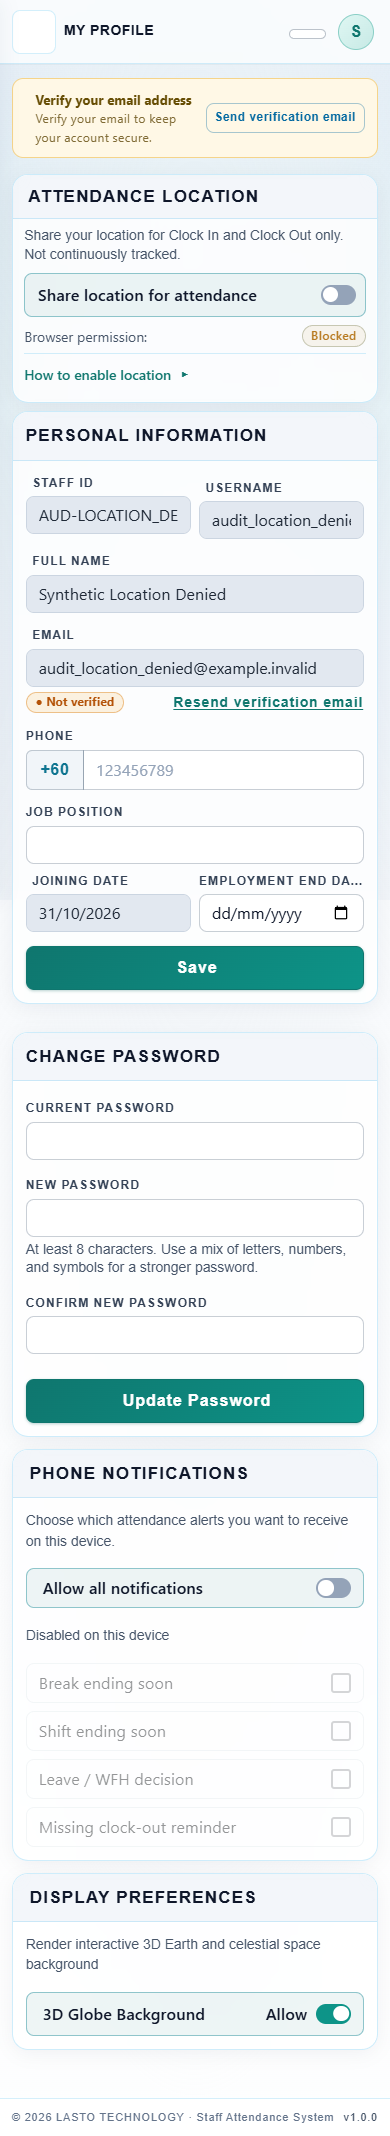 MY PROFILE
S
Verify your email address
Verify your email to keep
your account secure.
Send verification email
ATTENDANCE LOCATION
Share your location for Clock In and Clock Out only.
Not continuously tracked.
Share location for attendance
Browser permission:
Blocked
How to enable location ▸
PERSONAL INFORMATION
STAFF ID
USERNAME
AUD-LOCATION_DE
audit_location_denie
FULL NAME
Synthetic Location Denied
EMAIL
audit_location_denied@example.invalid
● Not verified
Resend verification email
PHONE
+60
123456789
JOB POSITION
JOINING DATE
EMPLOYMENT END DA...
31/10/2026
dd/mm/yyyy
Save
CHANGE PASSWORD
CURRENT PASSWORD
NEW PASSWORD
At least 8 characters. Use a mix of letters, numbers,
and symbols for a stronger password.
CONFIRM NEW PASSWORD
Update Password
PHONE NOTIFICATIONS
Choose which attendance alerts you want to receive
on this device.
Allow all notifications
Disabled on this device
Break ending soon
Shift ending soon
Leave / WFH decision
Missing clock-out reminder
DISPLAY PREFERENCES
Render interactive 3D Earth and celestial space
background
3D Globe Background
Allow
© 2026 LASTO TECHNOLOGY · Staff Attendance System v1.0.0